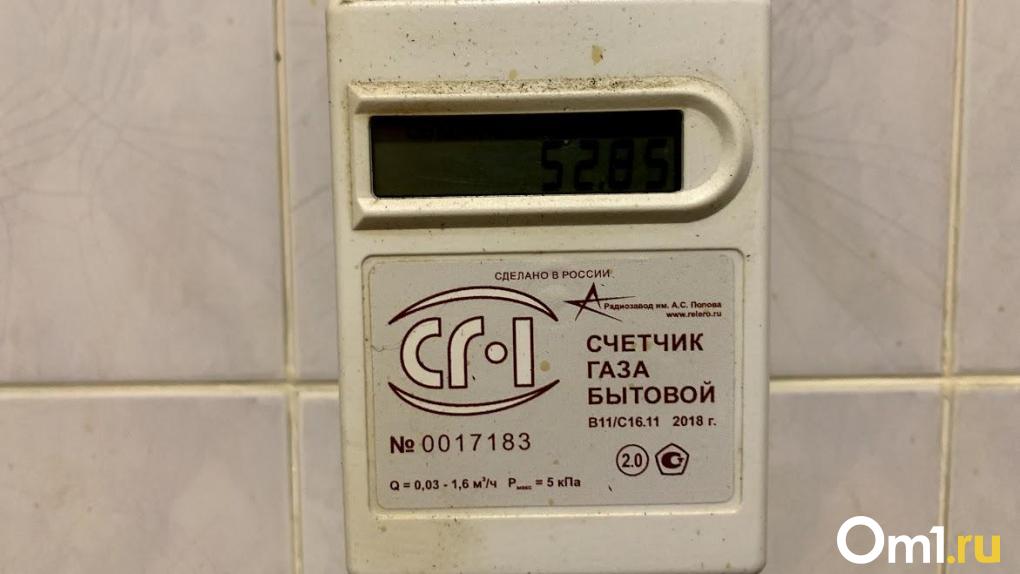 52.85
СДЕЛАНО В РОССИИ
Радиозавод им. А.С. Попова
www.relero.ru
СГ·1
СЧЕТЧИК
ГАЗА
БЫТОВОЙ
В11/С16.11 2018 г.
№ 0017183
2.0
Q = 0,03 - 1,6 м³/ч Рмакс = 5 кПа
Om1.ru